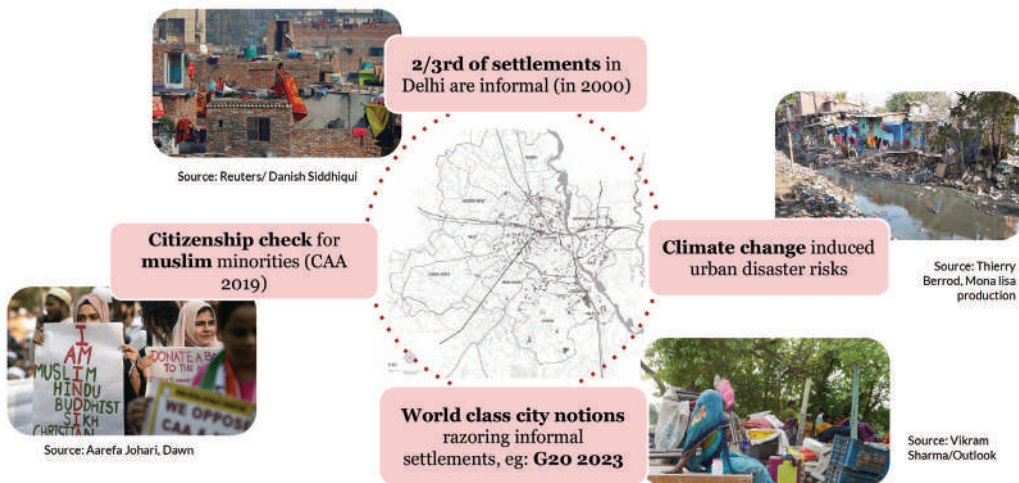 2/3rd of settlements in
Delhi are informal (in 2000)
Source: Reuters/ Danish Siddiqui
Citizenship check for
muslim minorities (CAA
2019)
Climate change induced
urban disaster risks
Source: Thierry
Berrod, Mona lisa
production
I
AM
MUSLIM
HINDU
BUDDHIST
SIKH
CHRISTIAN
DONATE A
TO THE
WE OPPOSE
CAA
Source: Aarefa Johari, Dawn
World class city notions
razoring informal
settlements, eg: G20 2023
Source: Vikram
Sharma/Outlook